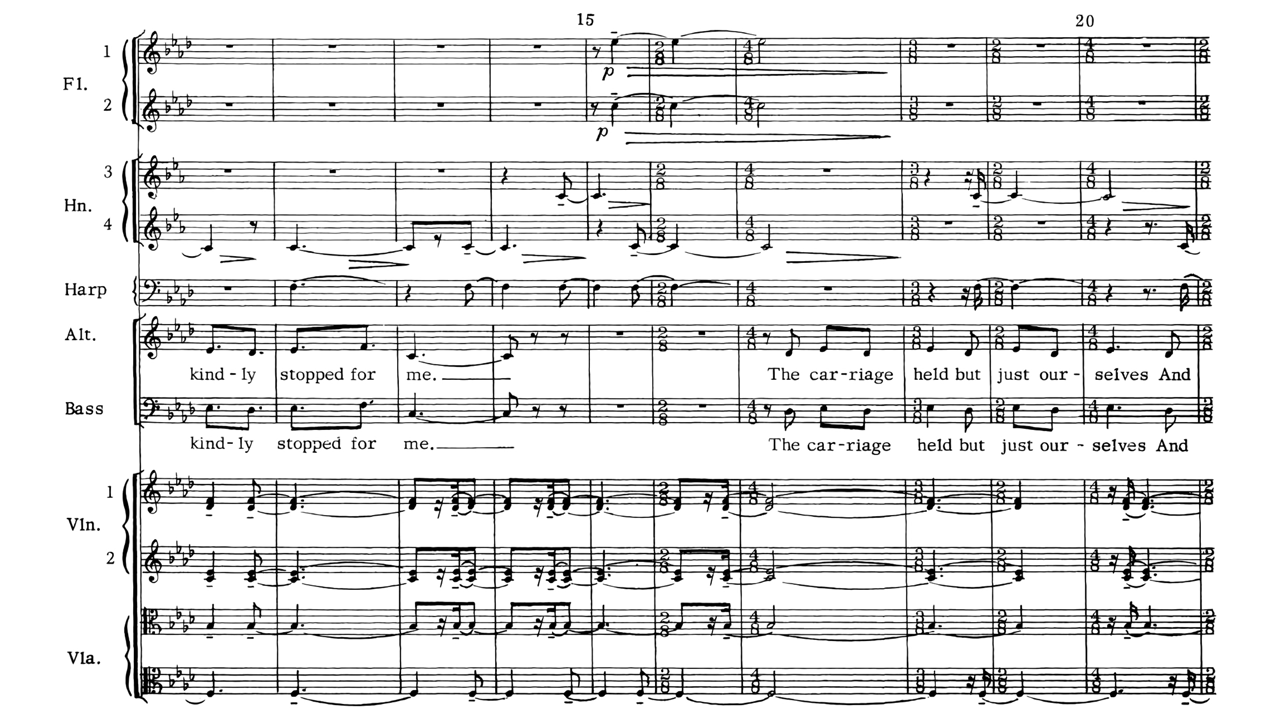 15 20
1
Fl.
2
p
p
3
Hn.
4
Harp
Alt.
kind - ly stopped for me. The car - riage held but just our - selves And
Bass
kind - ly stopped for me. The car - riage held but just our - selves And
1
Vln.
2
Vla.